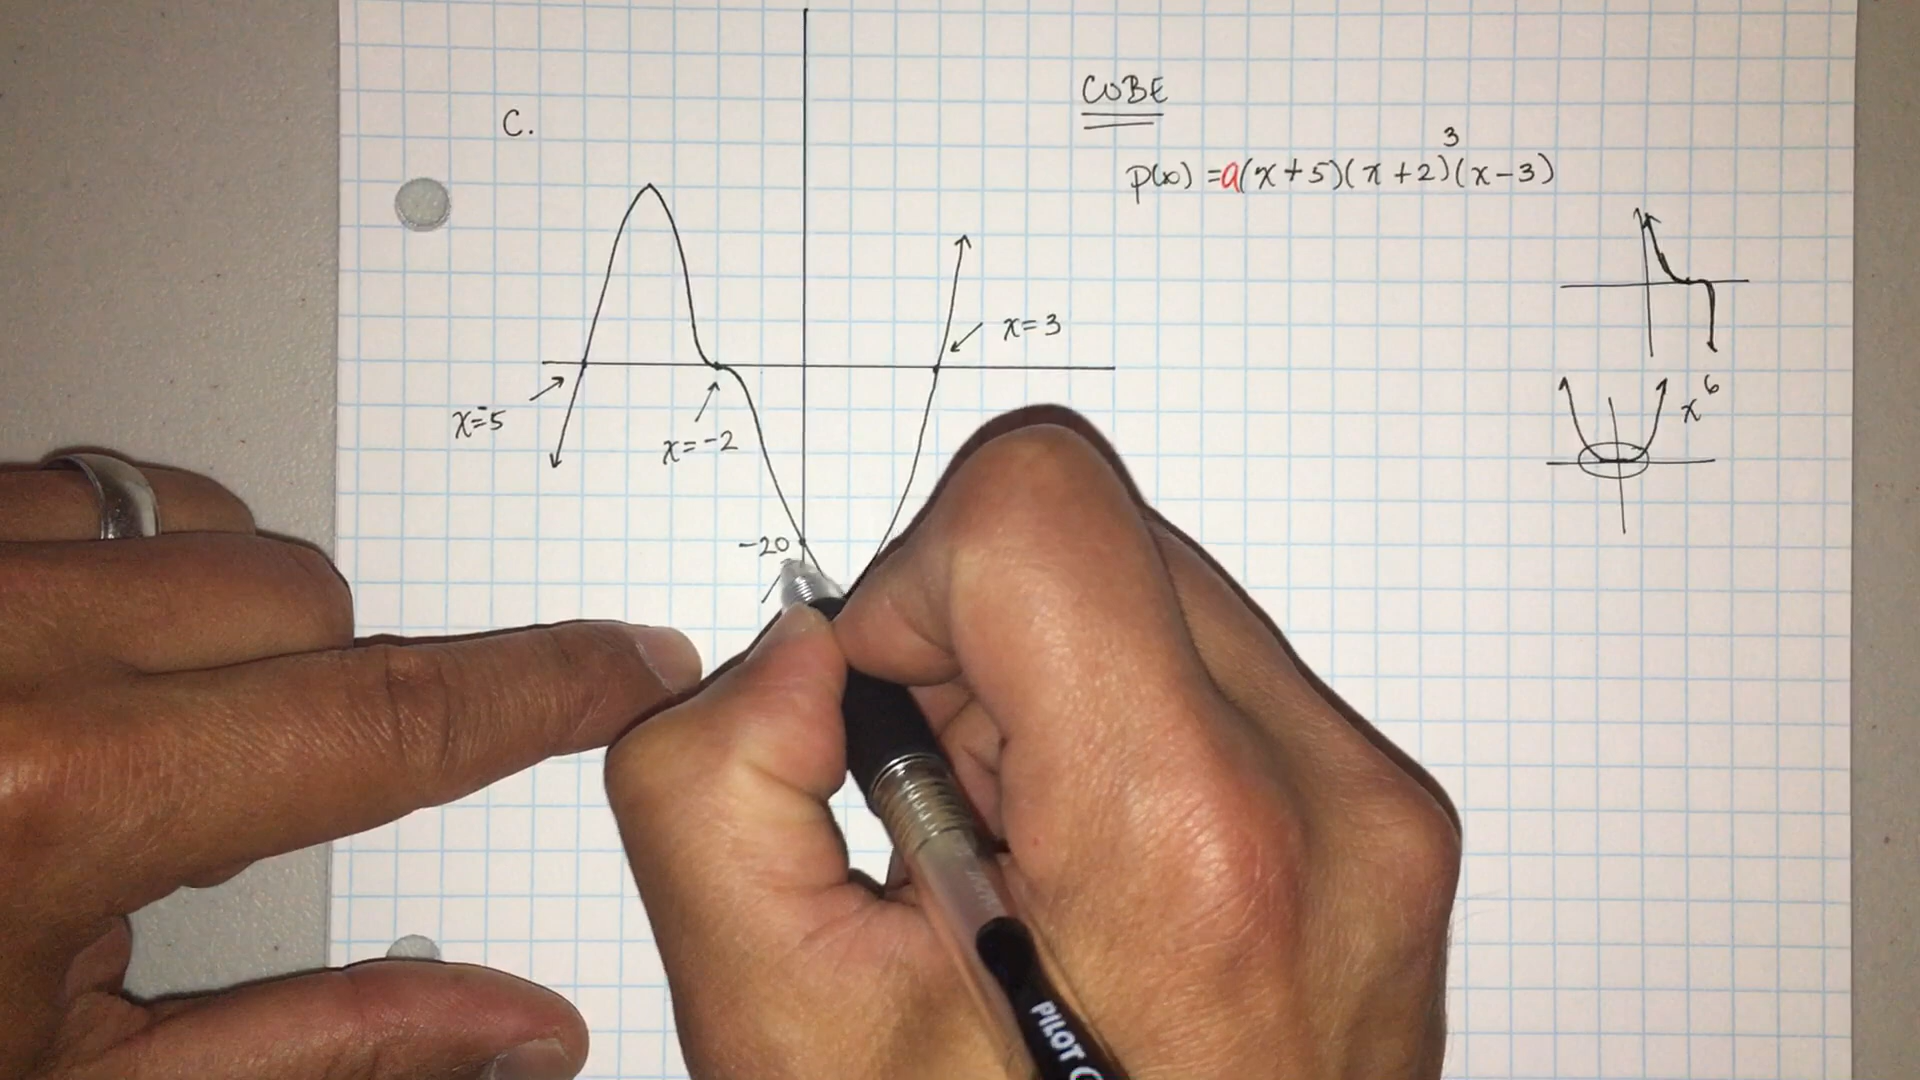 CUBE
C.
3
p(x) = a(x+5)(x+2)(x-3)
x=3
x=-5
x=-2
x6
-20
PILOT